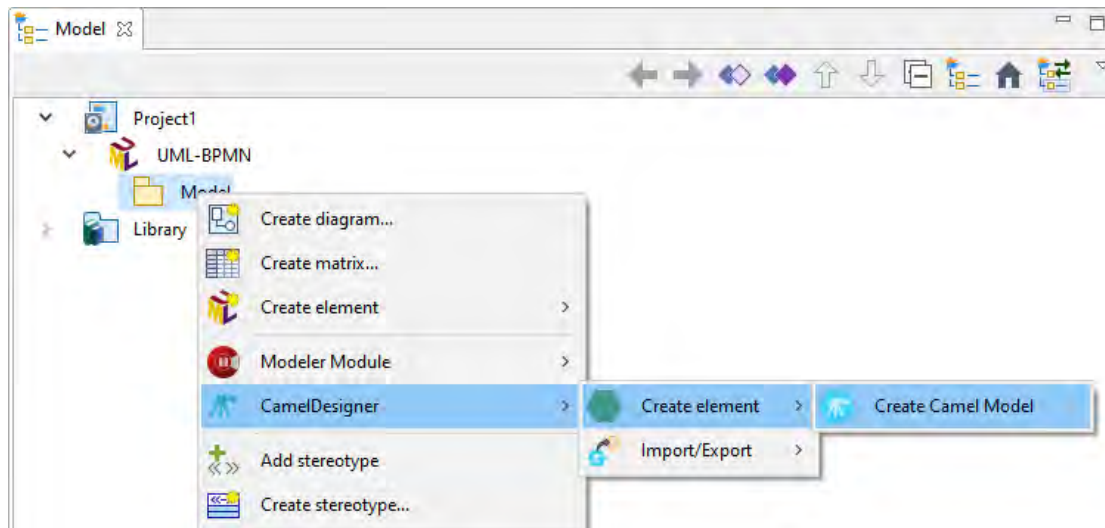 Model
Project1
UML-BPMN
Model
Library
Create diagram...
Create matrix...
Create element
Modeler Module
CamelDesigner
Create element
Create Camel Model
Import/Export
Add stereotype
Create stereotype...